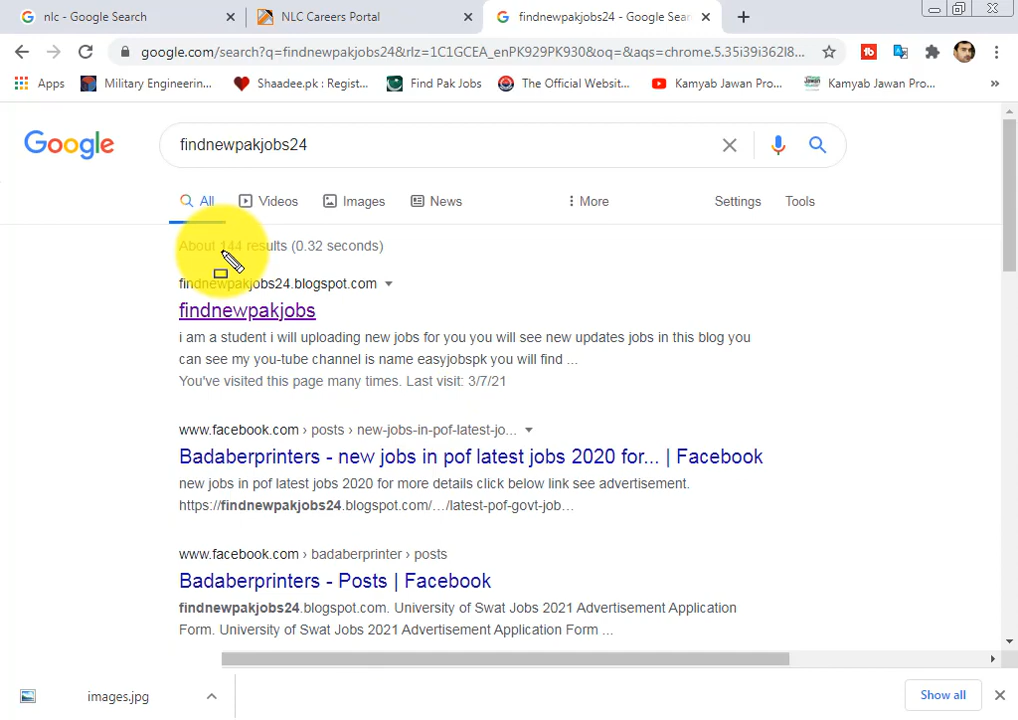 nlc - Google Search
NLC Careers Portal
findnewpakjobs24 - Google Sear
google.com/search?q=findnewpakjobs24&rlz=1C1GCEA_enPK929PK930&oq=&aqs=chrome.5.35i39i362l8...
Apps
Military Engineerin...
Shaadee.pk : Regist...
Find Pak Jobs
The Official Websit...
Kamyab Jawan Pro...
Kamyab Jawan Pro...
»
Google
findnewpakjobs24
All
Videos
Images
News
More
Settings
Tools
About 144 results (0.32 seconds)
findnewpakjobs24.blogspot.com
findnewpakjobs
i am a student i will uploading new jobs for you you will see new updates jobs in this blog you
can see my you-tube channel is name easyjobspk you will find ...
You've visited this page many times. Last visit: 3/7/21
www.facebook.com › posts › new-jobs-in-pof-latest-jo...
Badaberprinters - new jobs in pof latest jobs 2020 for... | Facebook
new jobs in pof latest jobs 2020 for more details click below link see advertisement.
https://findnewpakjobs24.blogspot.com/…/latest-pof-govt-job…
www.facebook.com › badaberprinter › posts
Badaberprinters - Posts | Facebook
findnewpakjobs24.blogspot.com. University of Swat Jobs 2021 Advertisement Application
Form. University of Swat Jobs 2021 Advertisement Application Form ...
images.jpg
Show all